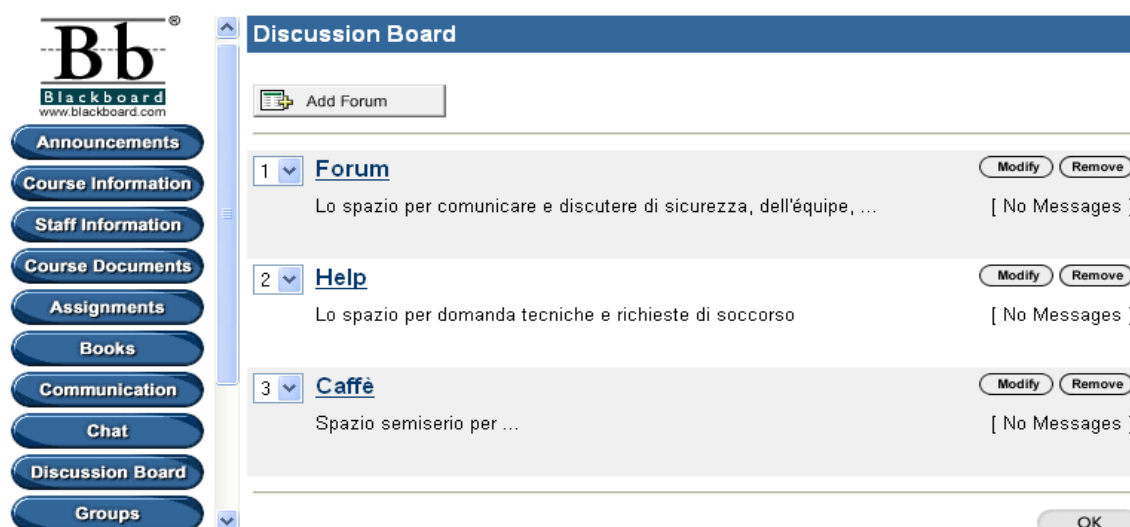 Bb®
Blackboard
www.blackboard.com
Announcements
Course Information
Staff Information
Course Documents
Assignments
Books
Communication
Chat
Discussion Board
Groups
Discussion Board
Add Forum
1 Forum Modify Remove
Lo spazio per comunicare e discutere di sicurezza, dell'équipe, ... [ No Messages ]
2 Help Modify Remove
Lo spazio per domanda tecniche e richieste di soccorso [ No Messages ]
3 Caffè Modify Remove
Spazio semiserio per ... [ No Messages ]
OK